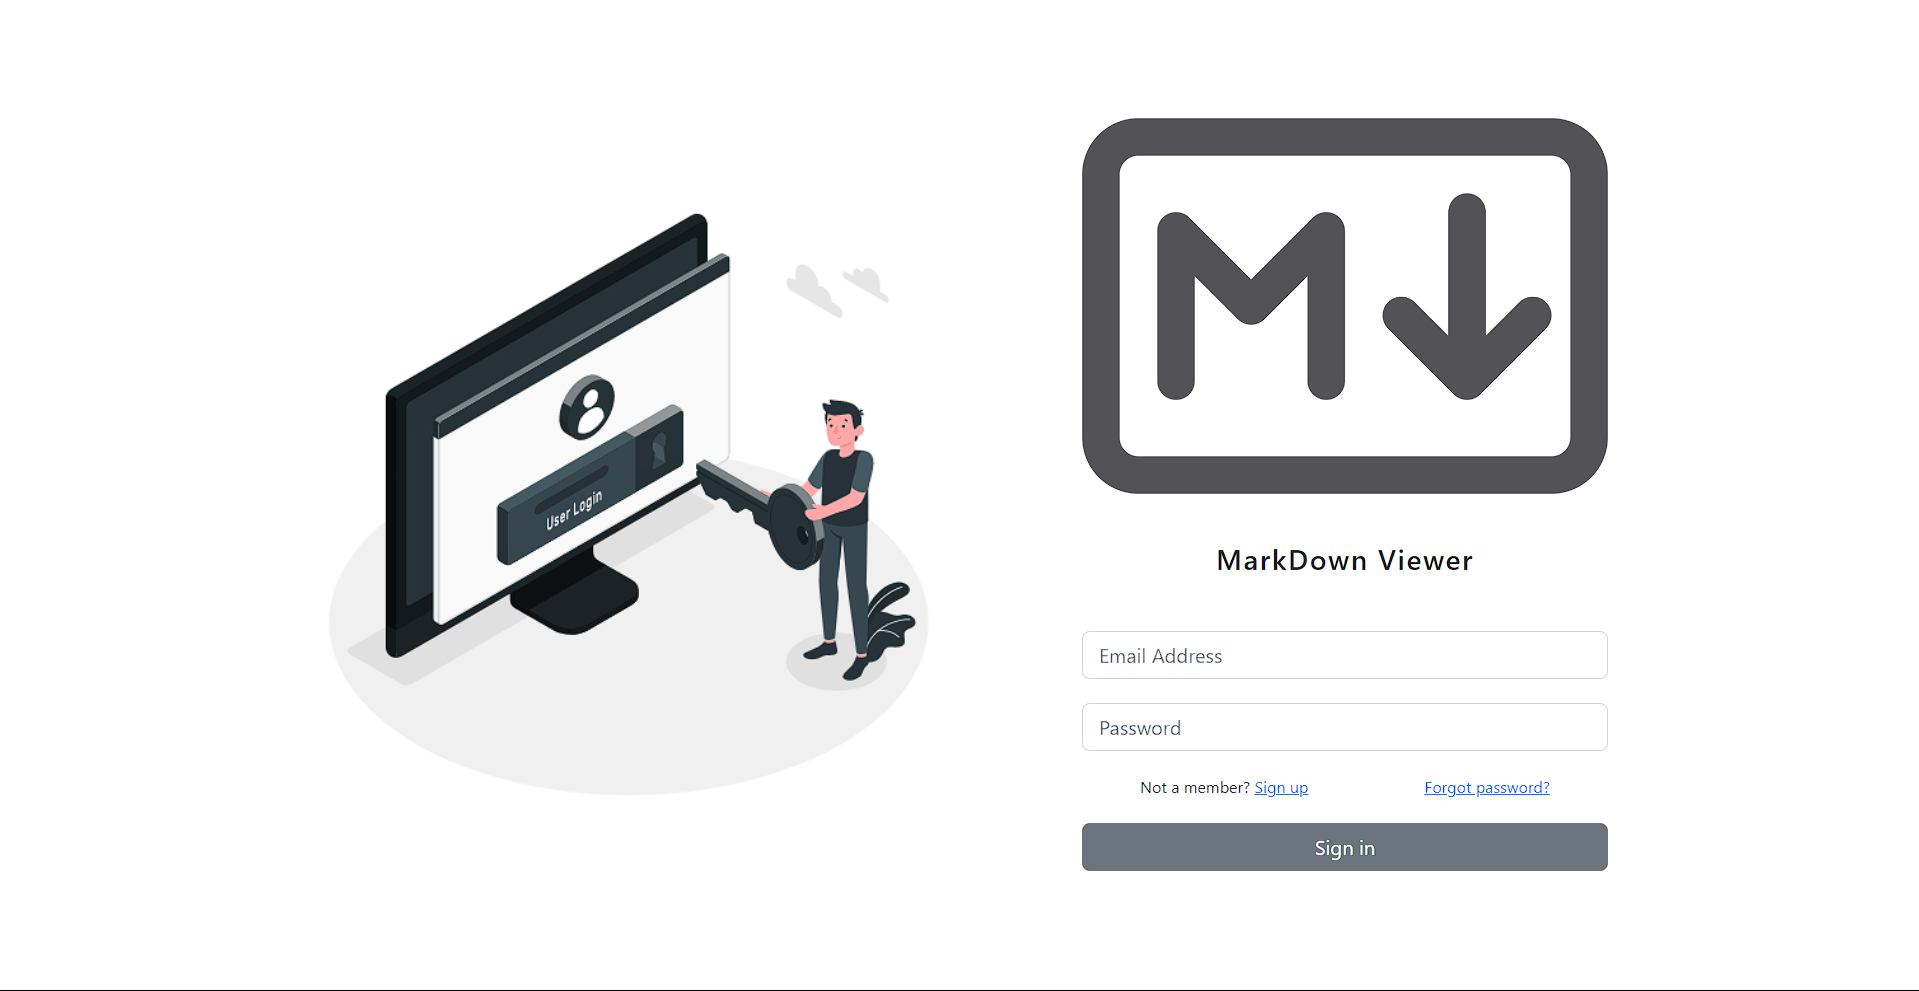 User Login
M
MarkDown Viewer
Email Address
Password
Not a member? Sign up
Forgot password?
Sign in